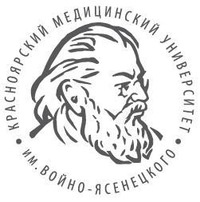 КРАСНОЯРСКИЙ МЕДИЦИНСКИЙ УНИВЕРСИТЕТ
ИМ. ВОЙНО-ЯСЕНЕЦКОГО